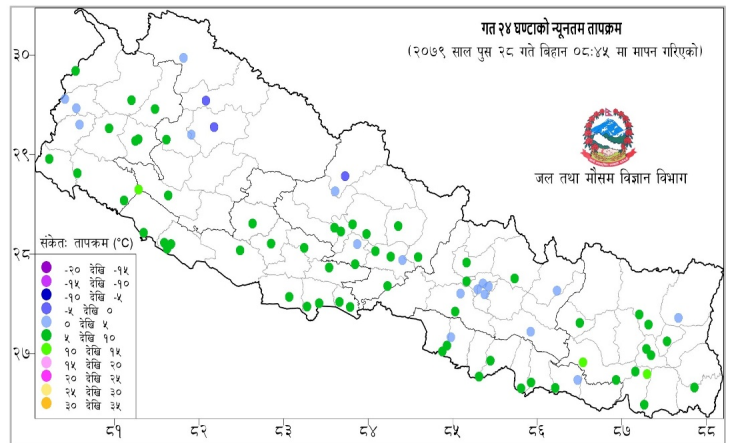 गत २४ घण्टाको न्यूनतम तापक्रम
(२०७९ साल पुस २८ गते बिहान ०८:४५ मा मापन गरिएको)
३०
२९
जल तथा मौसम विज्ञान विभाग
२८
संकेत: तापक्रम (°C)
-२० देखि -१५
-१५ देखि -१०
-१० देखि -५
-५ देखि ०
० देखि ५
५ देखि १०
१० देखि १५
१५ देखि २०
२० देखि २५
२५ देखि ३०
३० देखि ३५
२७
८१ ८२ ८३ ८४ ८५ ८६ ८७ ८८